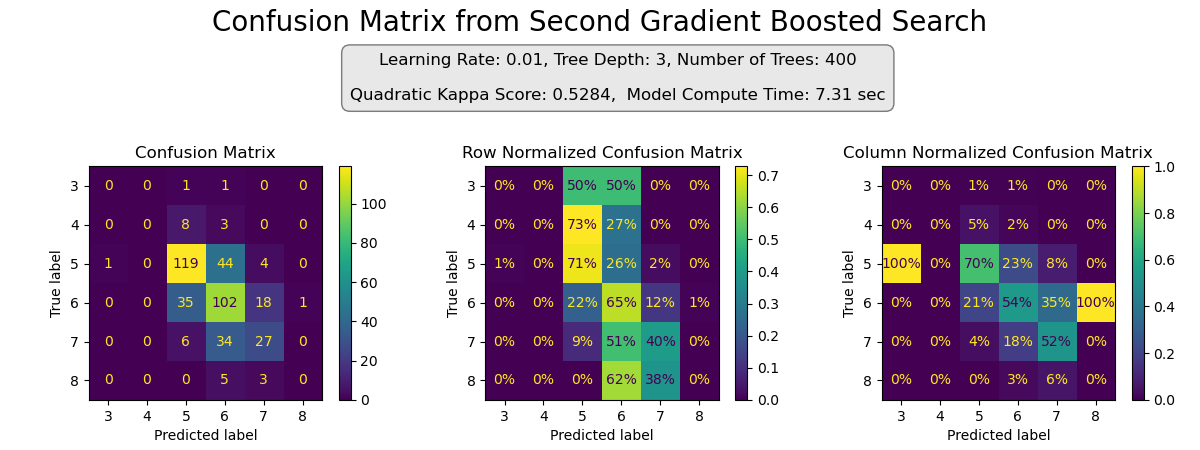 Confusion Matrix from Second Gradient Boosted Search
Learning Rate: 0.01, Tree Depth: 3, Number of Trees: 400
Quadratic Kappa Score: 0.5284,  Model Compute Time: 7.31 sec
Confusion Matrix
True label
3 0 0 1 1 0 0
4 0 0 8 3 0 0
5 1 0 119 44 4 0
6 0 0 35 102 18 1
7 0 0 6 34 27 0
8 0 0 0 5 3 0
3 4 5 6 7 8
Predicted label
100
80
60
40
20
0
Row Normalized Confusion Matrix
True label
3 0% 0% 50% 50% 0% 0%
4 0% 0% 73% 27% 0% 0%
5 1% 0% 71% 26% 2% 0%
6 0% 0% 22% 65% 12% 1%
7 0% 0% 9% 51% 40% 0%
8 0% 0% 0% 62% 38% 0%
3 4 5 6 7 8
Predicted label
0.7
0.6
0.5
0.4
0.3
0.2
0.1
0.0
Column Normalized Confusion Matrix
True label
3 0% 0% 1% 1% 0% 0%
4 0% 0% 5% 2% 0% 0%
5 100% 0% 70% 23% 8% 0%
6 0% 0% 21% 54% 35% 100%
7 0% 0% 4% 18% 52% 0%
8 0% 0% 0% 3% 6% 0%
3 4 5 6 7 8
Predicted label
1.0
0.8
0.6
0.4
0.2
0.0